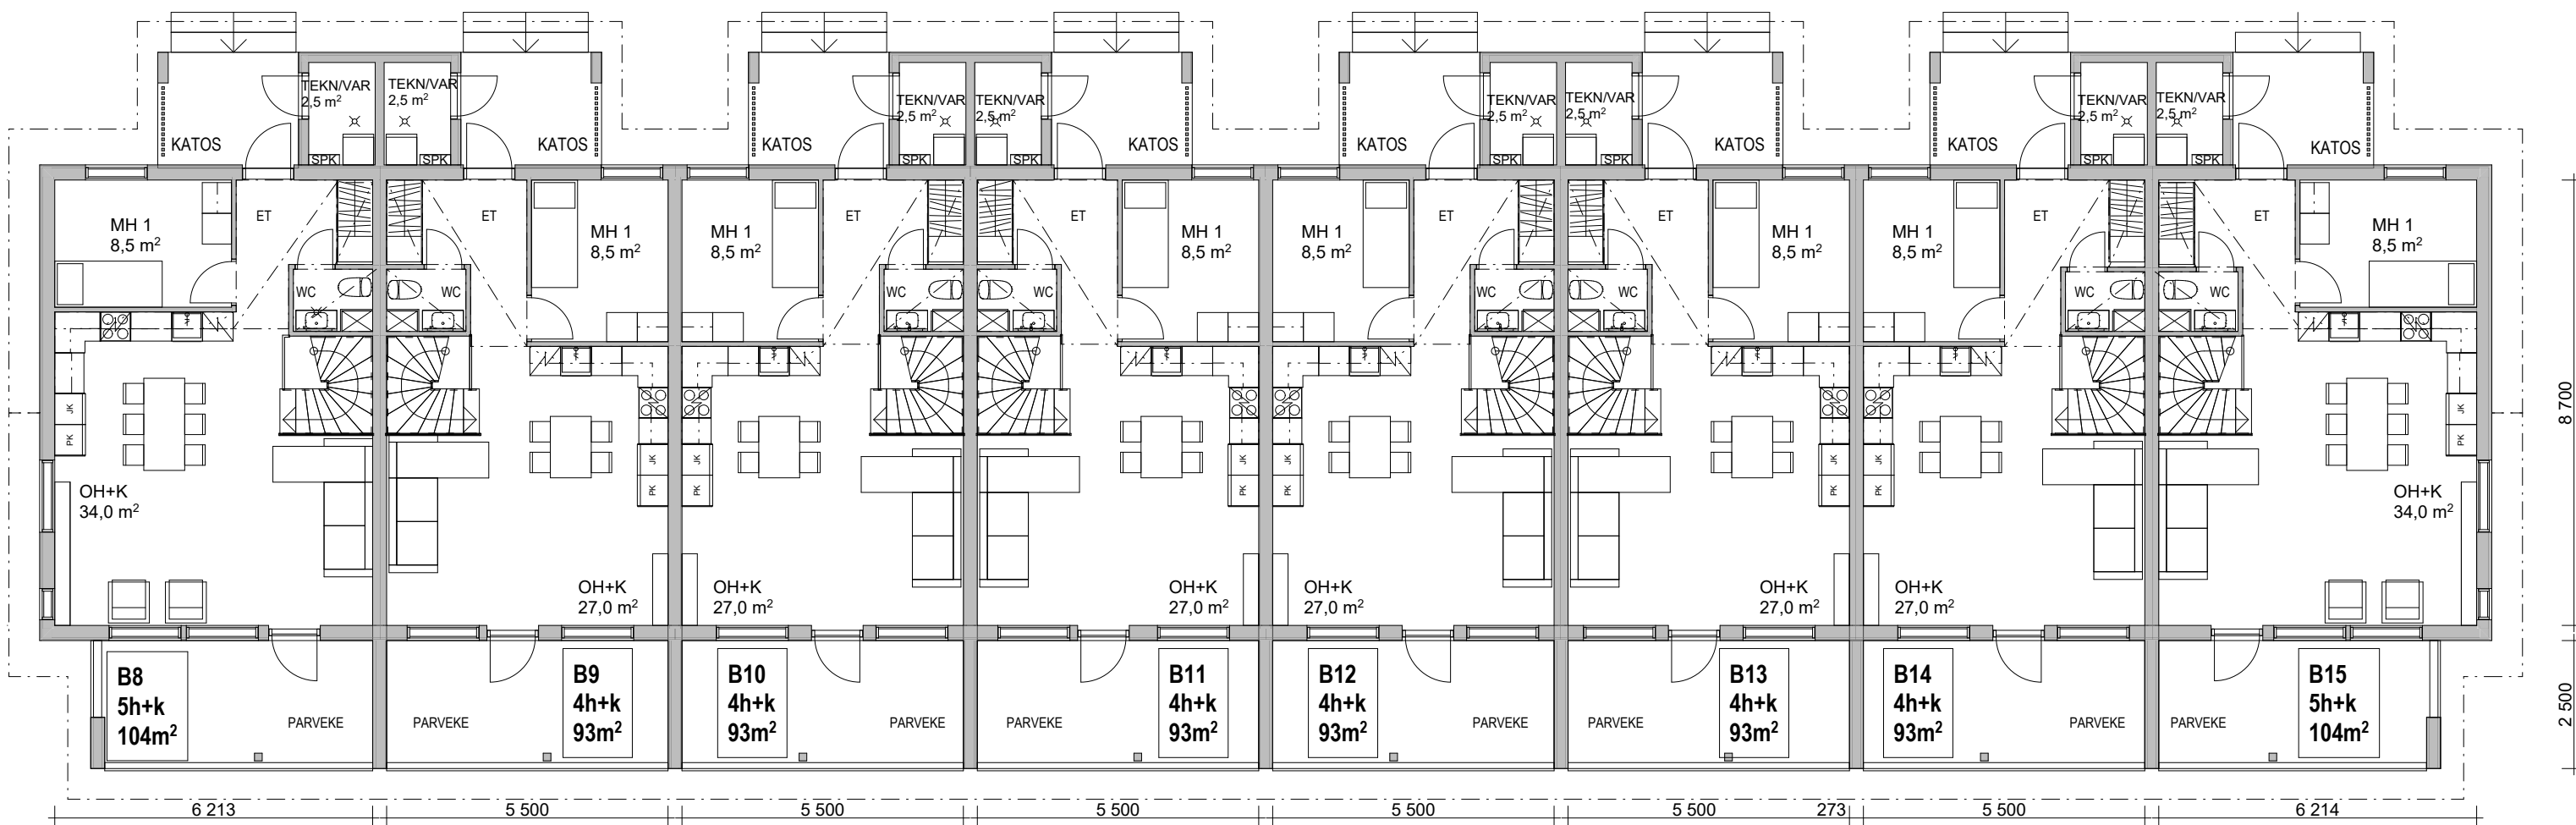 TEKN/VAR
2,5 m²
TEKN/VAR
2,5 m²
TEKN/VAR
2,5 m²
TEKN/VAR
2,5 m²
TEKN/VAR
2,5 m²
TEKN/VAR
2,5 m²
TEKN/VAR
2,5 m²
TEKN/VAR
2,5 m²
KATOS
KATOS
KATOS
KATOS
KATOS
KATOS
KATOS
KATOS
SPK
SPK
SPK
SPK
SPK
SPK
SPK
SPK
ET
ET
ET
ET
ET
ET
ET
ET
MH 1
8,5 m²
MH 1
8,5 m²
MH 1
8,5 m²
MH 1
8,5 m²
MH 1
8,5 m²
MH 1
8,5 m²
MH 1
8,5 m²
MH 1
8,5 m²
WC
WC
WC
WC
WC
WC
WC
WC
JK
PK
JK
PK
JK
PK
JK
PK
JK
PK
JK
PK
JK
PK
JK
PK
OH+K
34,0 m²
OH+K
27,0 m²
OH+K
27,0 m²
OH+K
27,0 m²
OH+K
27,0 m²
OH+K
27,0 m²
OH+K
27,0 m²
OH+K
34,0 m²
8 700
B8
5h+k
104m²
PARVEKE
PARVEKE
B9
4h+k
93m²
B10
4h+k
93m²
PARVEKE
PARVEKE
B11
4h+k
93m²
B12
4h+k
93m²
PARVEKE
PARVEKE
B13
4h+k
93m²
B14
4h+k
93m²
PARVEKE
PARVEKE
B15
5h+k
104m²
2 500
6 213
5 500
5 500
5 500
5 500
5 500
273
5 500
6 214